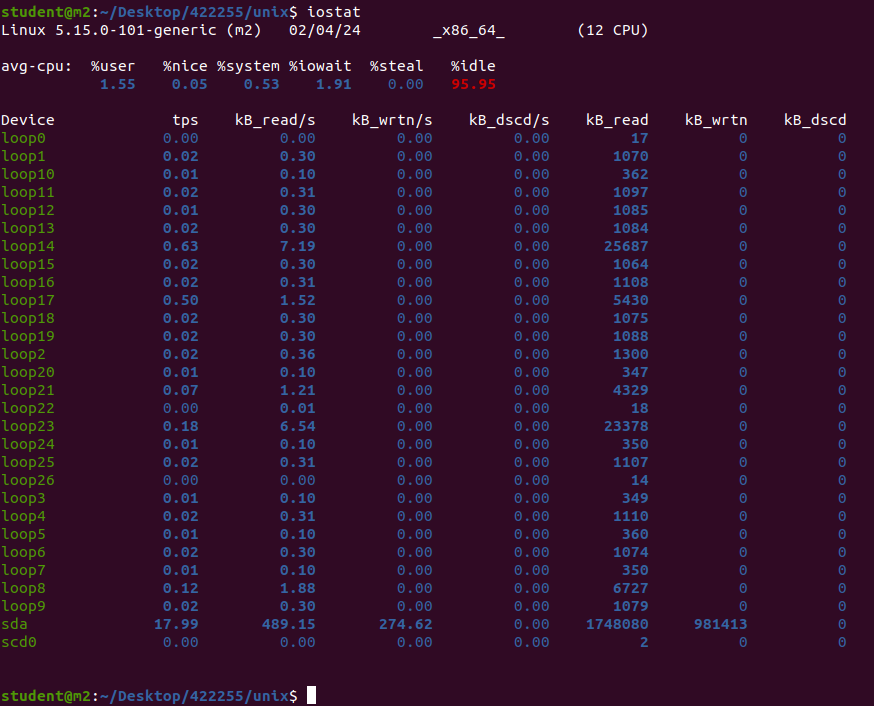 student@m2:~/Desktop/422255/unix$ iostat
Linux 5.15.0-101-generic (m2) 02/04/24 _x86_64_ (12 CPU)
avg-cpu: %user %nice %system %iowait %steal %idle
1.55 0.05 0.53 1.91 0.00 95.95
Device tps kB_read/s kB_wrtn/s kB_dscd/s kB_read kB_wrtn kB_dscd
loop0 0.00 0.00 0.00 0.00 17 0 0
loop1 0.02 0.30 0.00 0.00 1070 0 0
loop10 0.01 0.10 0.00 0.00 362 0 0
loop11 0.02 0.31 0.00 0.00 1097 0 0
loop12 0.01 0.30 0.00 0.00 1085 0 0
loop13 0.02 0.30 0.00 0.00 1084 0 0
loop14 0.63 7.19 0.00 0.00 25687 0 0
loop15 0.02 0.30 0.00 0.00 1064 0 0
loop16 0.02 0.31 0.00 0.00 1108 0 0
loop17 0.50 1.52 0.00 0.00 5430 0 0
loop18 0.02 0.30 0.00 0.00 1075 0 0
loop19 0.02 0.30 0.00 0.00 1088 0 0
loop2 0.02 0.36 0.00 0.00 1300 0 0
loop20 0.01 0.10 0.00 0.00 347 0 0
loop21 0.07 1.21 0.00 0.00 4329 0 0
loop22 0.00 0.01 0.00 0.00 18 0 0
loop23 0.18 6.54 0.00 0.00 23378 0 0
loop24 0.01 0.10 0.00 0.00 350 0 0
loop25 0.02 0.31 0.00 0.00 1107 0 0
loop26 0.00 0.00 0.00 0.00 14 0 0
loop3 0.01 0.10 0.00 0.00 349 0 0
loop4 0.02 0.31 0.00 0.00 1110 0 0
loop5 0.01 0.10 0.00 0.00 360 0 0
loop6 0.02 0.30 0.00 0.00 1074 0 0
loop7 0.01 0.10 0.00 0.00 350 0 0
loop8 0.12 1.88 0.00 0.00 6727 0 0
loop9 0.02 0.30 0.00 0.00 1079 0 0
sda 17.99 489.15 274.62 0.00 1748080 981413 0
scd0 0.00 0.00 0.00 0.00 2 0 0
student@m2:~/Desktop/422255/unix$